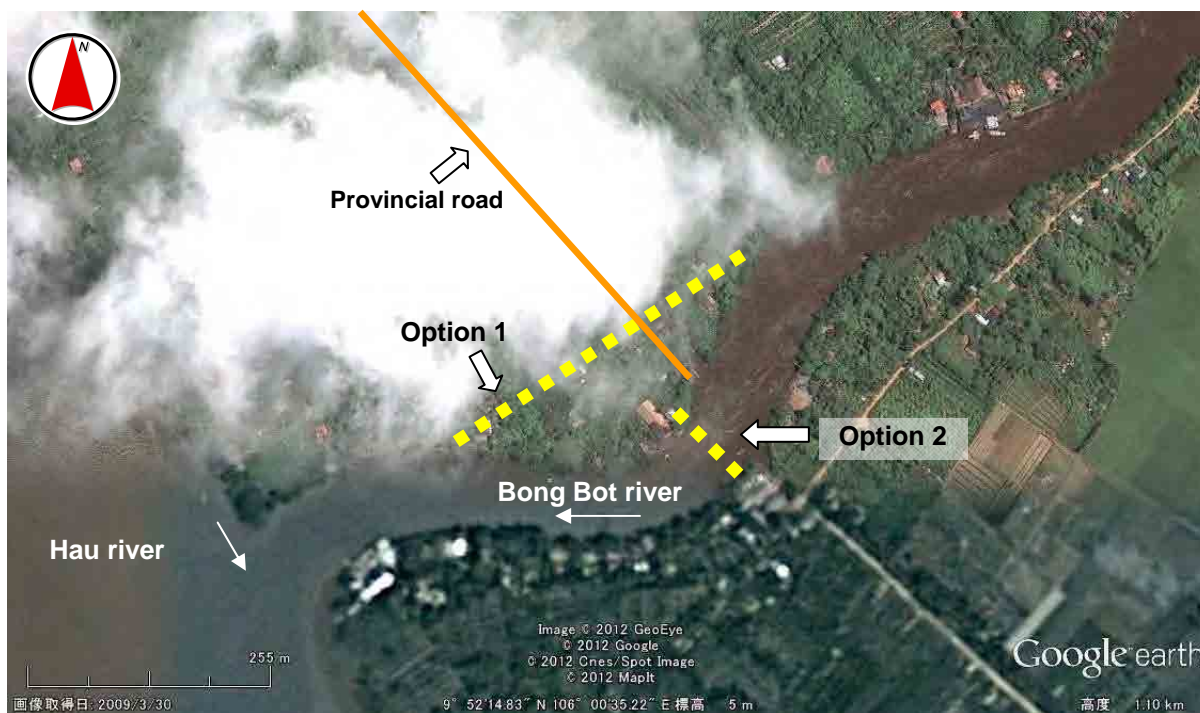 N
Provincial road
Option 1
Option 2
Bong Bot river
Hau river
Image © 2012 GeoEye
© 2012 Google
© 2012 Cnes/Spot Image
© 2012 MapIt
Google earth
255 m
画像取得日: 2009/3/30
9° 52'14.83" N 106° 00'35.22" E 標高 5 m
高度 1.10 km